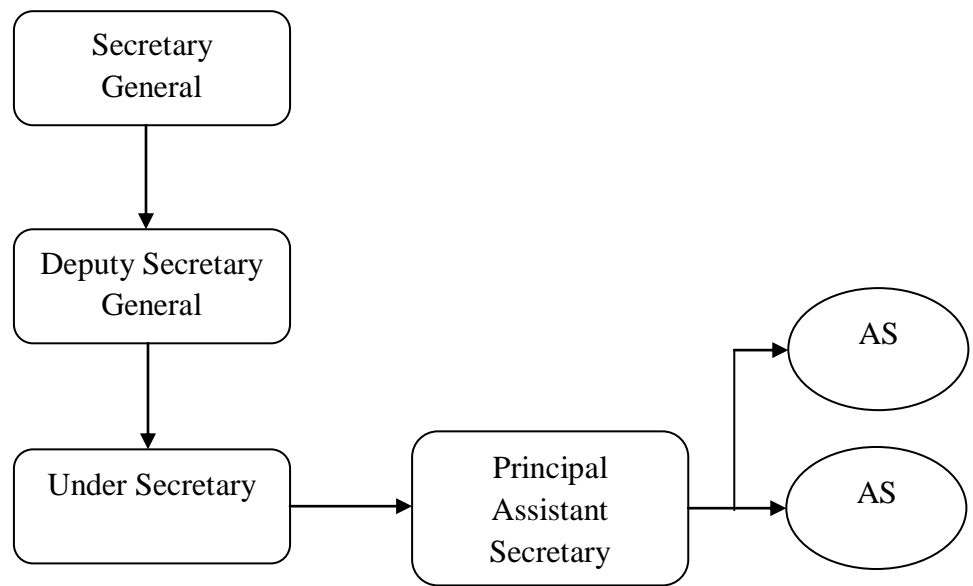 Secretary
General
Deputy Secretary
General
Under Secretary
Principal
Assistant
Secretary
AS
AS